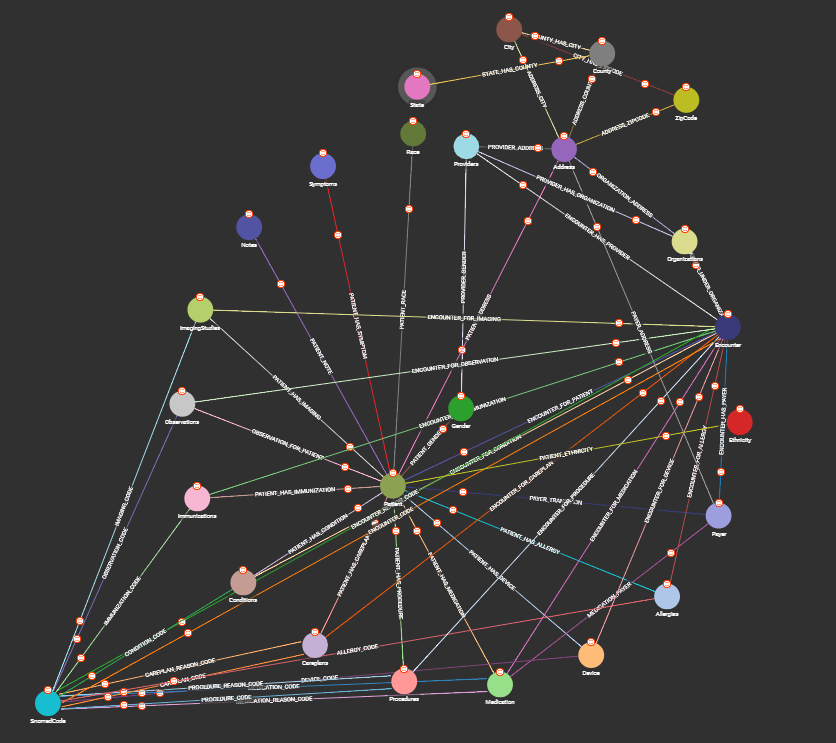 City
COUNTY_HAS_CITY
County
STATE_HAS_COUNTY
State
ADDRESS_CITY
ZipCode
ADDRESS_ZIPCODE
Race
Providers
Address
Symptoms
ORGANIZATION_ADDRESS
PROVIDER_HAS_ORGANIZATION
Notes
ENCOUNTER_HAS_PROVIDER
Organizations
PROVIDER_GENDER
PATIENT_RACE
ImagingStudies
ENCOUNTER_FOR_IMAGING
PATIENT_HAS_SYMPTOM
PAYER_ADDRESS
Encounter
PATIENT_NOTE
ENCOUNTER_FOR_OBSERVATION
PATIENT_HAS_IMAGING
Observations
Gender
ENCOUNTER_FOR_PATIENT
ENCOUNTER_HAS_PAYER
Ethnicity
OBSERVATION_FOR_PATIENT
PATIENT_ETHNICITY
ENCOUNTER_FOR_CONDITION
ENCOUNTER_FOR_ALLERGY
ENCOUNTER_FOR_CAREPLAN
ENCOUNTER_FOR_DEVICE
Patient
PATIENT_HAS_IMMUNIZATION
ENCOUNTER_FOR_PROCEDURE
ENCOUNTER_FOR_MEDICATION
Immunizations
IMAGING_CODE
OBSERVATION_CODE
ENCOUNTER_CODE
Payer
PATIENT_HAS_CONDITION
PATIENT_HAS_ALLERGY
PATIENT_HAS_CAREPLAN
PATIENT_HAS_PROCEDURE
PATIENT_HAS_MEDICATION
PATIENT_HAS_DEVICE
IMMUNIZATION_CODE
Conditions
MEDICATION_PAYER
Allergies
CONDITION_CODE
ALLERGY_CODE
Careplans
Device
CAREPLAN_REASON_CODE
DEVICE_CODE
PROCEDURE_REASON_CODE
PROCEDURE_CODE
Procedures
Medication
SnomedCode